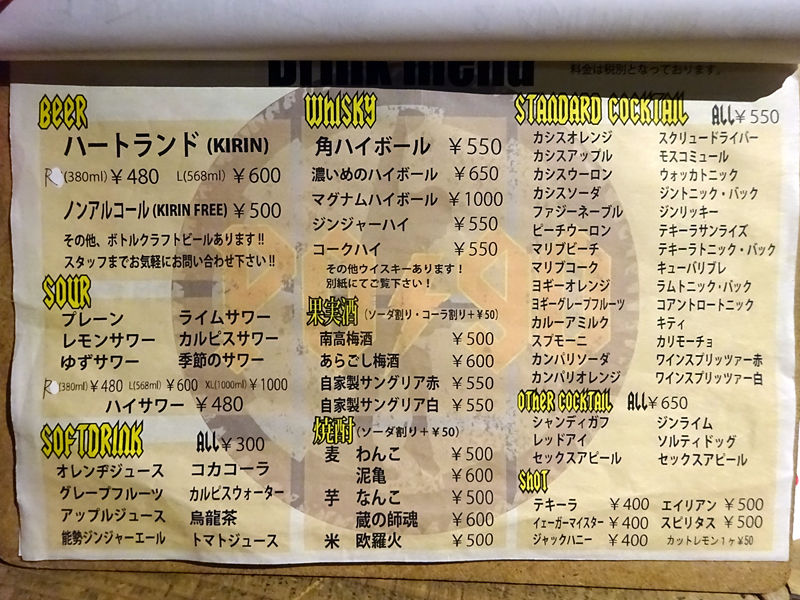 Drink menu
料金は税別となっております。
BEER
ハートランド (KIRIN)
R(380ml) ¥480 L(568ml) ¥600
ノンアルコール (KIRIN FREE) ¥500
その他、ボトルクラフトビールあります!!
スタッフまでお気軽にお問い合わせ下さい!!
SOUR
プレーン ライムサワー
レモンサワー カルピスサワー
ゆずサワー 季節のサワー
R(380ml) ¥480 L(568ml) ¥600 XL(1000ml) ¥1000
ハイサワー ¥480
SOFTDRINK ALL ¥300
オレンヂジュース コカコーラ
グレープフルーツ カルピスウォーター
アップルジュース 烏龍茶
能勢ジンジャーエール トマトジュース
WHISKY
角ハイボール ¥550
濃いめのハイボール ¥650
マグナムハイボール ¥1000
ジンジャーハイ ¥550
コークハイ ¥550
その他ウイスキーあります!
別紙にてご覧下さい!
果実酒 (ソーダ割り・コーラ割り+¥50)
南高梅酒 ¥500
あらごし梅酒 ¥600
自家製サングリア赤 ¥550
自家製サングリア白 ¥550
焼酎 (ソーダ割り+¥50)
麦 わんこ ¥500
泥亀 ¥600
芋 なんこ ¥500
蔵の師魂 ¥600
米 欧羅火 ¥500
STANDARD COCKTAIL ALL ¥550
カシスオレンジ スクリュードライバー
カシスアップル モスコミュール
カシスウーロン ウォッカトニック
カシスソーダ ジントニック・バック
ファジーネーブル ジンリッキー
ピーチウーロン テキーラサンライズ
マリブピーチ テキーラトニック・バック
マリブコーク キューバリブレ
ヨギーオレンジ ラムトニック・バック
ヨギーグレープフルーツ コアントロートニック
カルーアミルク キティ
スプモーニ カリモーチョ
カンパリソーダ ワインスプリッツァー赤
カンパリオレンジ ワインスプリッツァー白
OTHER COCKTAIL ALL ¥650
シャンディガフ ジンライム
レッドアイ ソルティドッグ
セックスアピール セックスアピール
SHOT
テキーラ ¥400 エイリアン ¥500
イェーガーマイスター ¥400 スピリタス ¥500
ジャックハニー ¥400 カットレモン1ヶ¥50